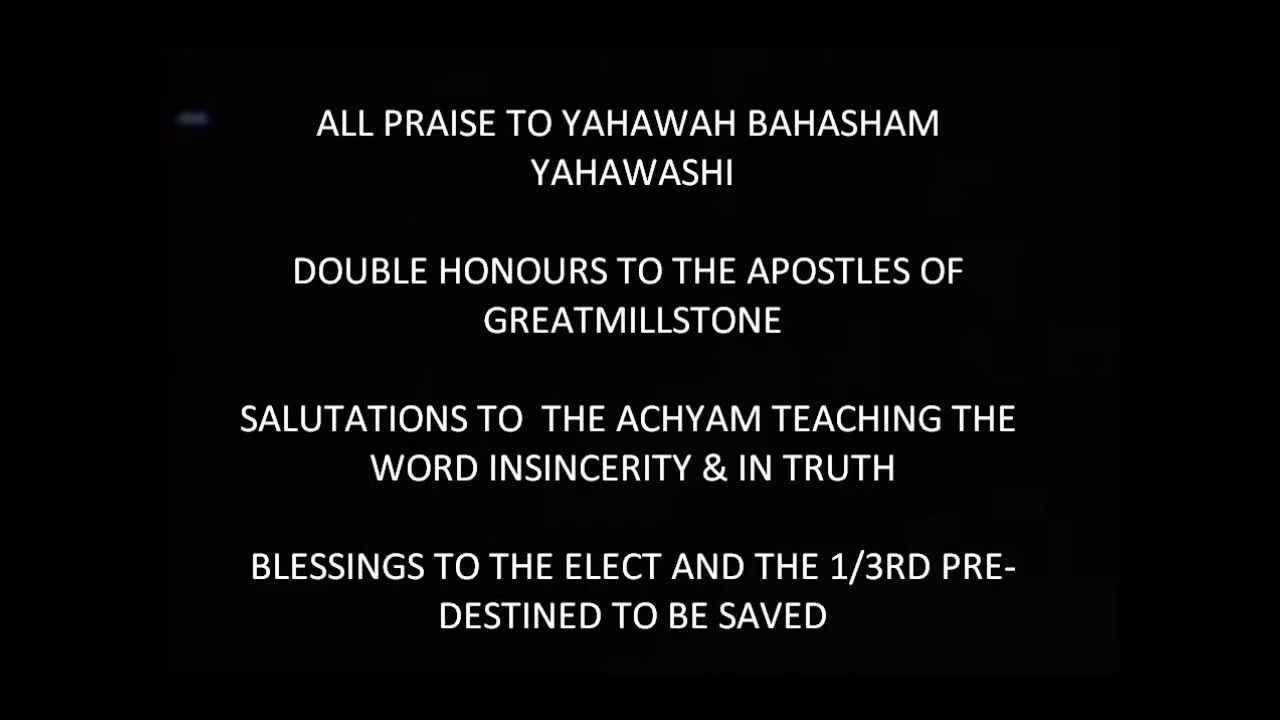 ALL PRAISE TO YAHAWAH BAHASHAM
YAHAWASHI
DOUBLE HONOURS TO THE APOSTLES OF
GREATMILLSTONE
SALUTATIONS TO THE ACHYAM TEACHING THE
WORD INSINCERITY & IN TRUTH
BLESSINGS TO THE ELECT AND THE 1/3RD PRE-
DESTINED TO BE SAVED